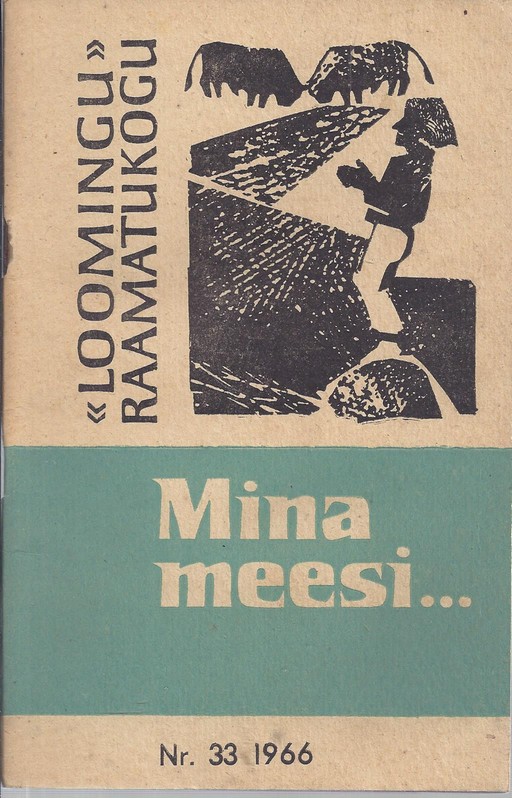 «LOOMINGU»
RAAMATUKOGU
Mina
meesi...
Nr. 33 1966